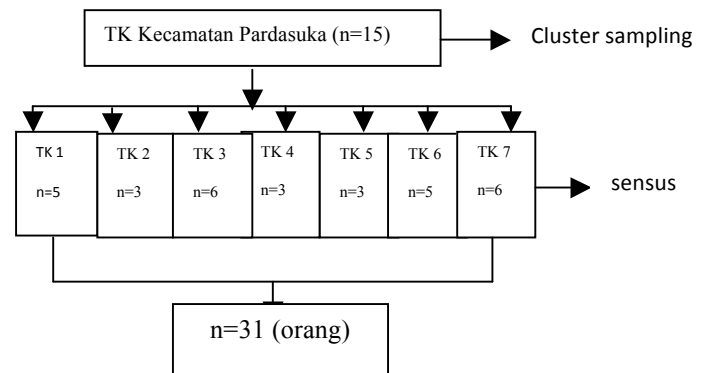 TK Kecamatan Pardasuka (n=15)
Cluster sampling
TK 1
n=5
TK 2
n=3
TK 3
n=6
TK 4
n=3
TK 5
n=3
TK 6
n=5
TK 7
n=6
sensus
n=31 (orang)